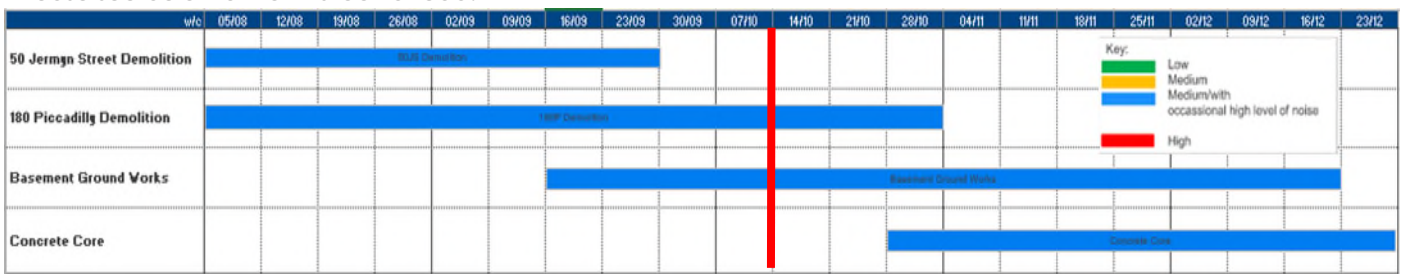 w/c 05/08 12/08 19/08 26/08 02/09 09/09 16/09 23/09 30/09 07/10 14/10 21/10 28/10 04/11 11/11 18/11 25/11 02/12 09/12 16/12 23/12
Key:
Low
Medium
Medium/with
occassional high level of noise
High
50 Jermyn Street Demolition
Demolition
180 Piccadilly Demolition
180P Demolition
Basement Ground Works
Basement Ground Works
Concrete Core
Concrete Core